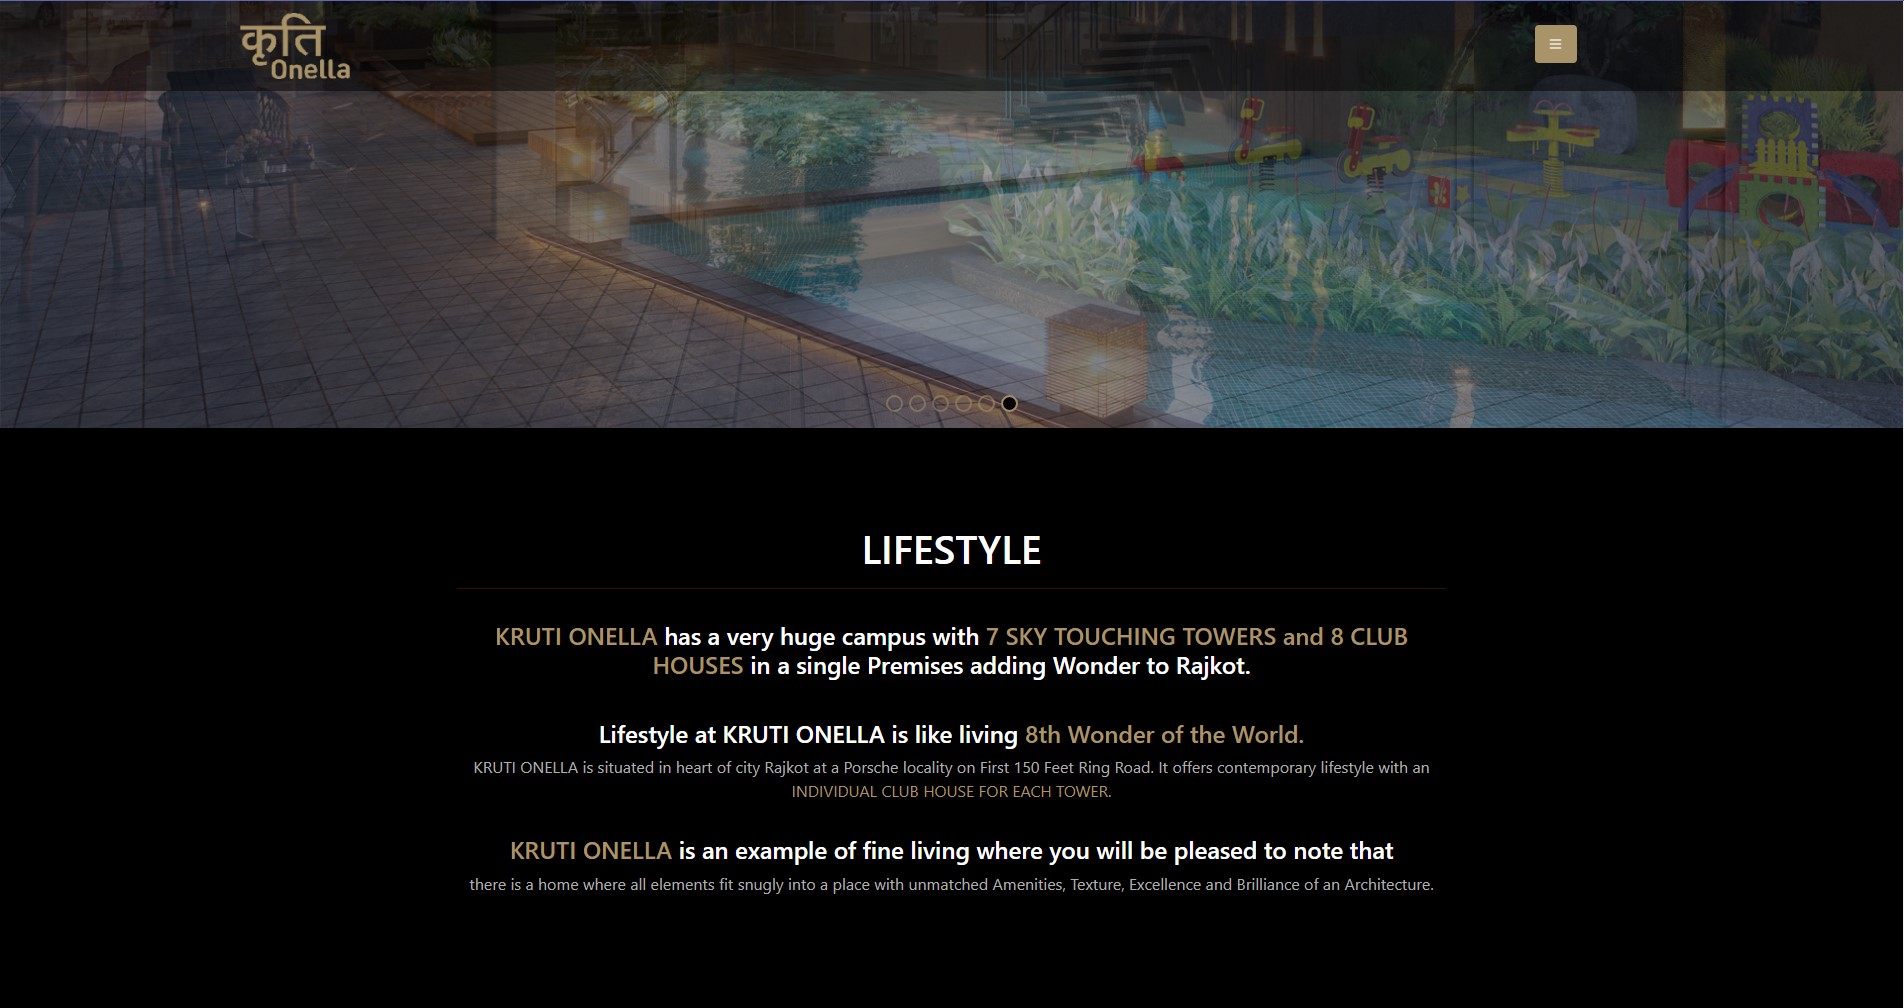 कृति
Onella
LIFESTYLE
KRUTI ONELLA has a very huge campus with 7 SKY TOUCHING TOWERS and 8 CLUB
HOUSES in a single Premises adding Wonder to Rajkot.
Lifestyle at KRUTI ONELLA is like living 8th Wonder of the World.
KRUTI ONELLA is situated in heart of city Rajkot at a Porsche locality on First 150 Feet Ring Road. It offers contemporary lifestyle with an
INDIVIDUAL CLUB HOUSE FOR EACH TOWER.
KRUTI ONELLA is an example of fine living where you will be pleased to note that
there is a home where all elements fit snugly into a place with unmatched Amenities, Texture, Excellence and Brilliance of an Architecture.